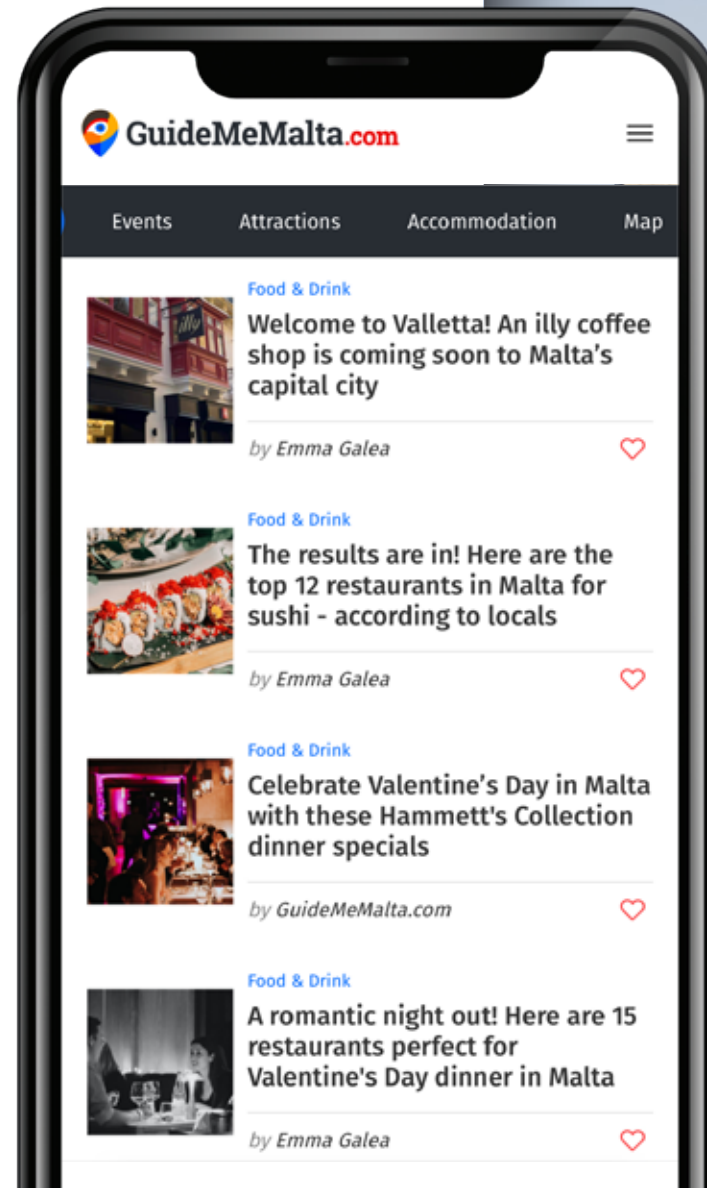 GuideMeMalta.com
Events Attractions Accommodation Map
Food & Drink
illy
Welcome to Valletta! An illy coffee
shop is coming soon to Malta’s
capital city
by Emma Galea
Food & Drink
The results are in! Here are the
top 12 restaurants in Malta for
sushi - according to locals
by Emma Galea
Food & Drink
Celebrate Valentine’s Day in Malta
with these Hammett's Collection
dinner specials
by GuideMeMalta.com
Food & Drink
A romantic night out! Here are 15
restaurants perfect for
Valentine's Day dinner in Malta
by Emma Galea